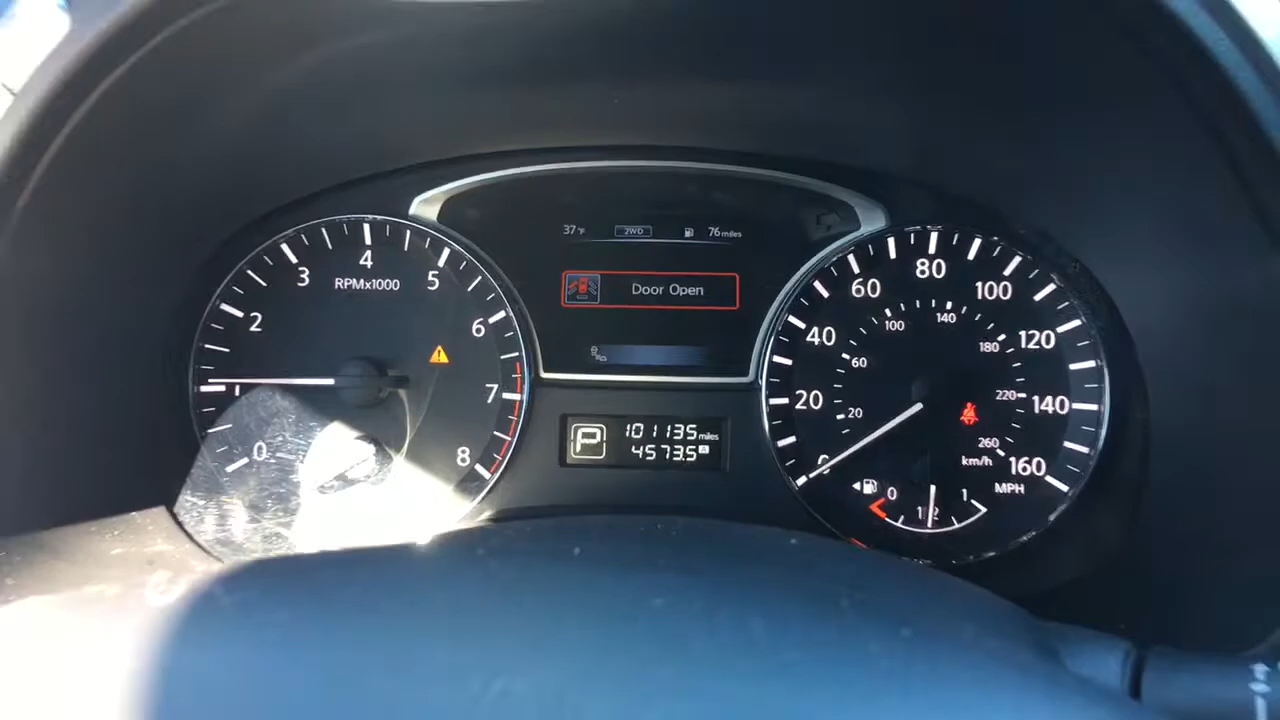 37°F 2WD 76 miles
Door Open
P 101135 miles
4573.5 A
0 1 2 3 4 5 6 7 8
RPMx1000
0 20 40 60 80 100 120 140 160
MPH
20 60 100 140 180 220 260
km/h
0 1/2 1